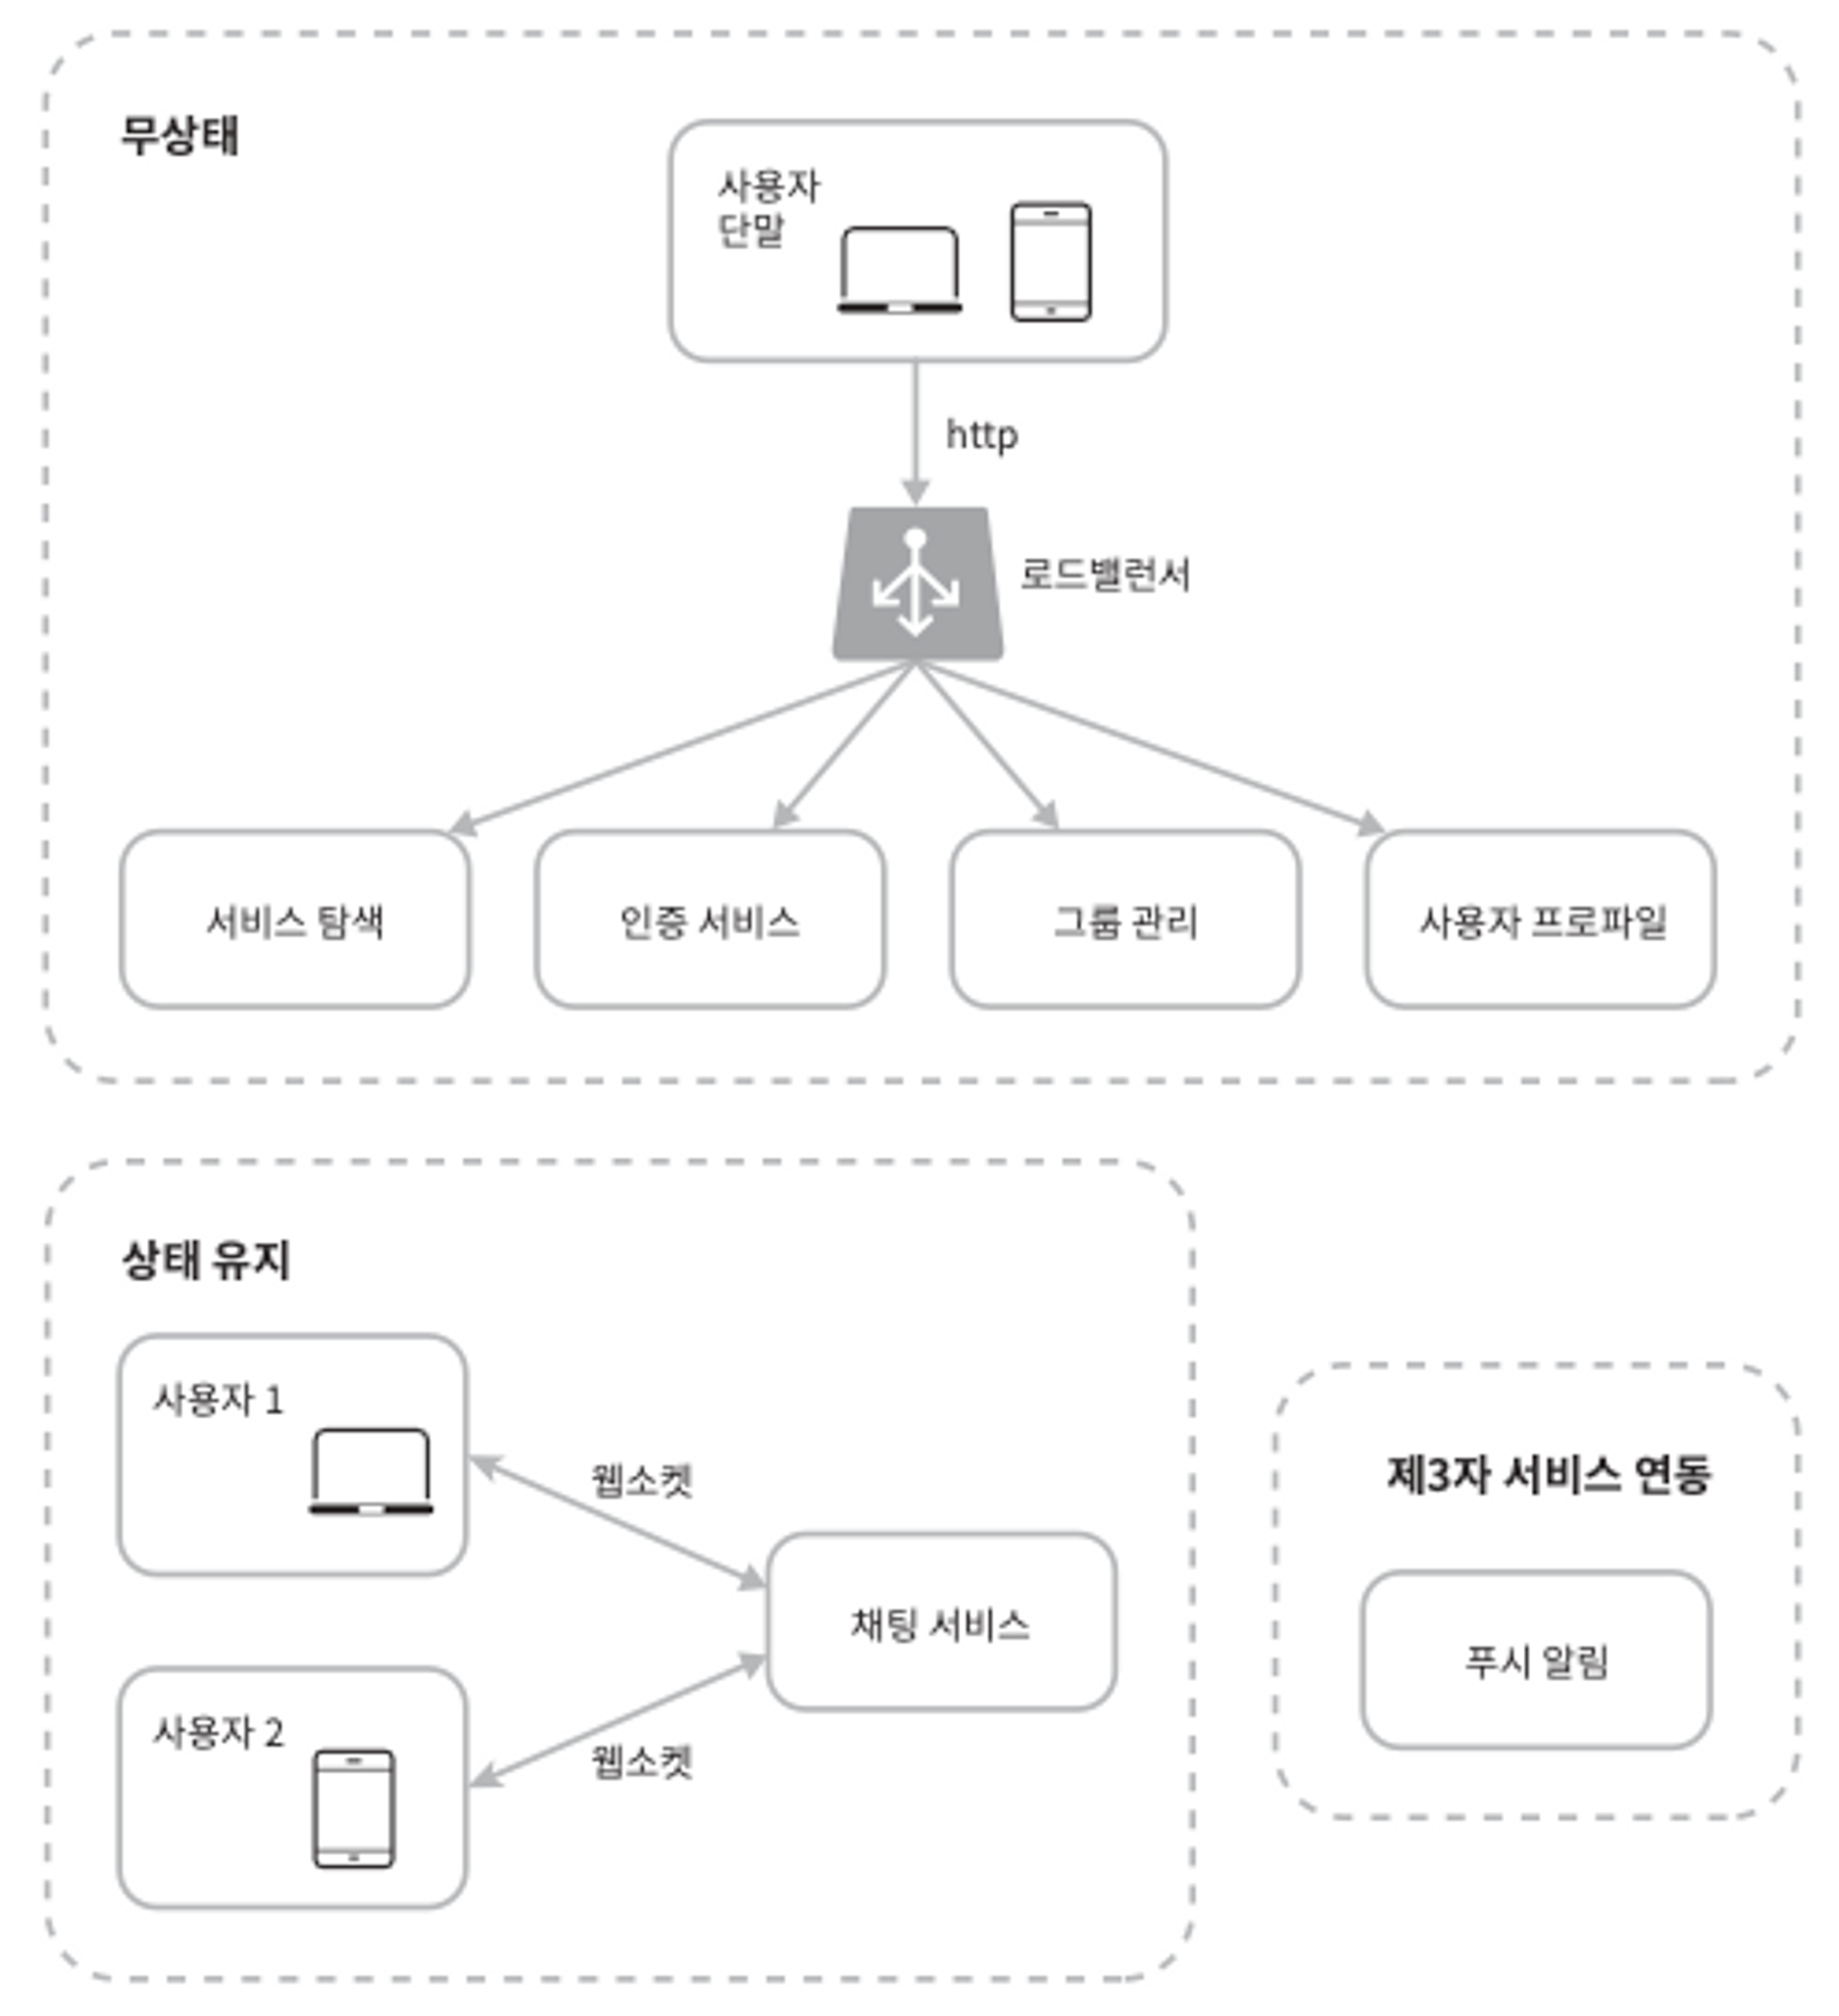 무상태
사용자
단말
http
로드밸런서
서비스 탐색
인증 서비스
그룹 관리
사용자 프로파일
상태 유지
사용자 1
웹소켓
채팅 서비스
사용자 2
웹소켓
제3자 서비스 연동
푸시 알림